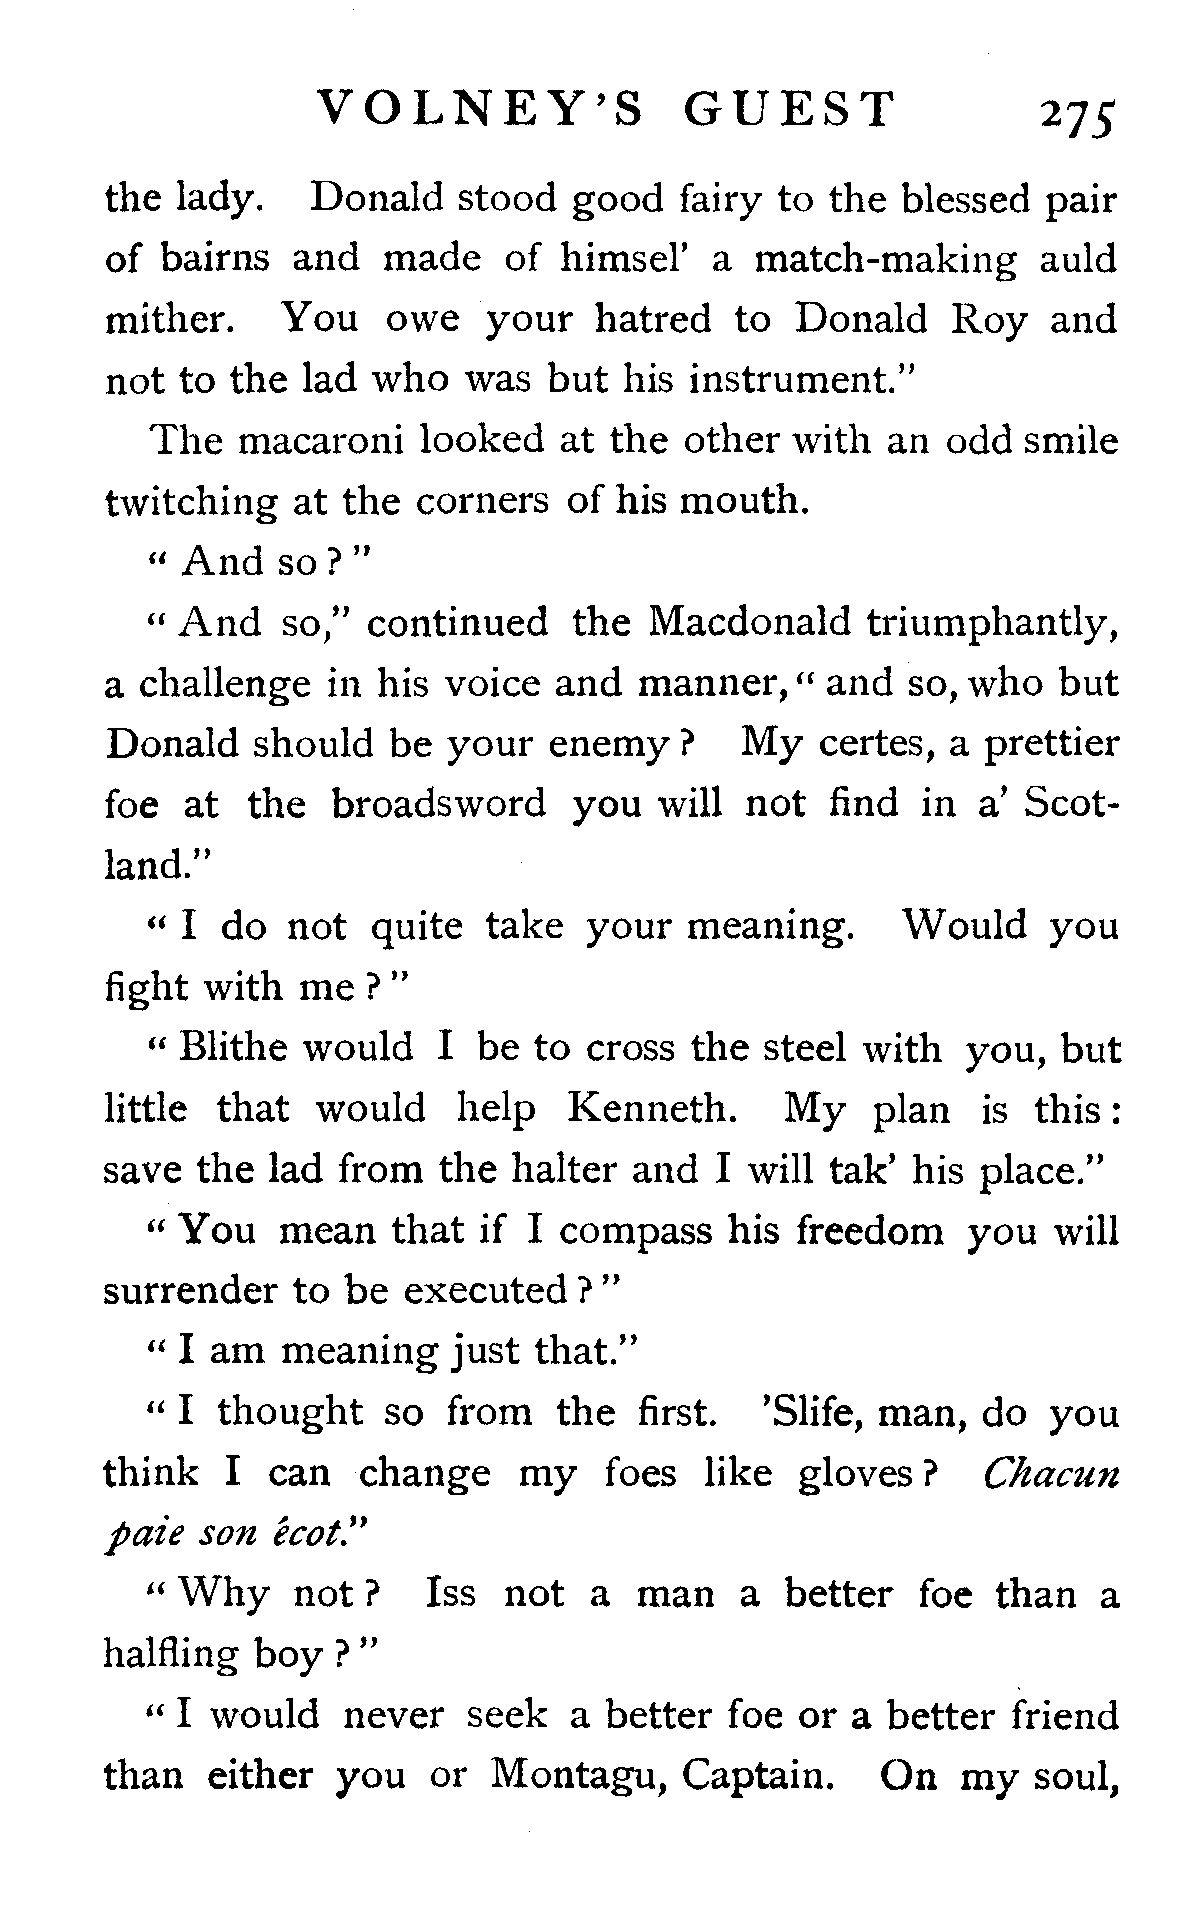 VOLNEY'S GUEST 275
the lady. Donald stood good fairy to the blessed pair
of bairns and made of himsel' a match-making auld
mither. You owe your hatred to Donald Roy and
not to the lad who was but his instrument."
The macaroni looked at the other with an odd smile
twitching at the corners of his mouth.
" And so ? "
" And so," continued the Macdonald triumphantly,
a challenge in his voice and manner, " and so, who but
Donald should be your enemy ? My certes, a prettier
foe at the broadsword you will not find in a' Scot-
land."
" I do not quite take your meaning. Would you
fight with me ? "
" Blithe would I be to cross the steel with you, but
little that would help Kenneth. My plan is this :
save the lad from the halter and I will tak' his place."
" You mean that if I compass his freedom you will
surrender to be executed ? "
" I am meaning just that."
" I thought so from the first. 'Slife, man, do you
think I can change my foes like gloves ? Chacun
paie son écot."
" Why not ? Iss not a man a better foe than a
halfling boy ? "
" I would never seek a better foe or a better friend
than either you or Montagu, Captain. On my soul,